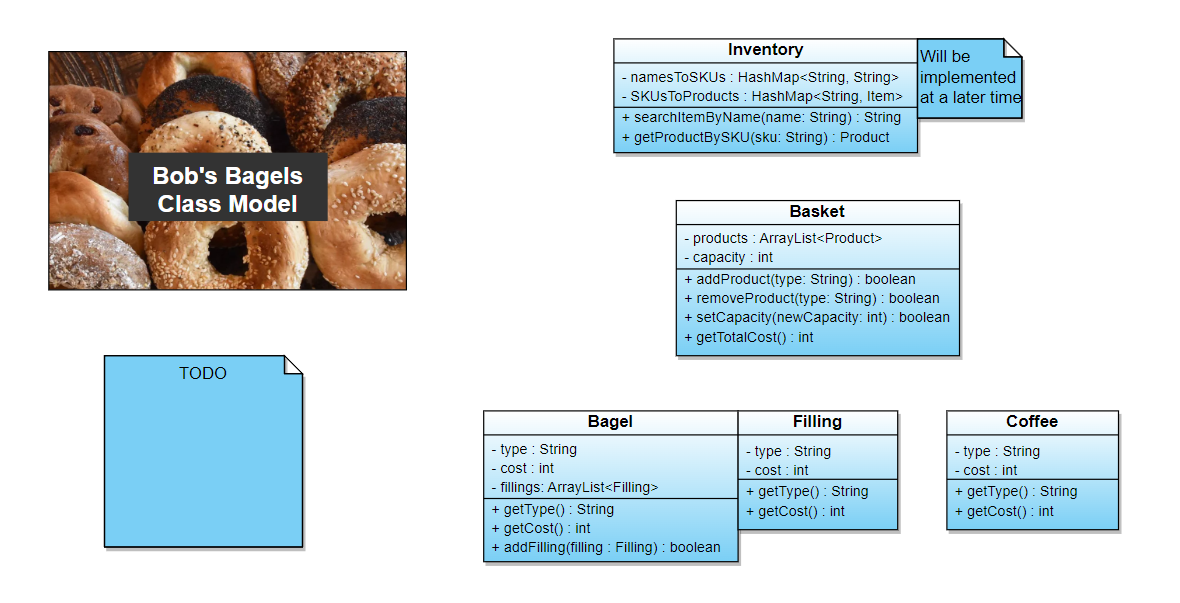 Bob's Bagels
Class Model
TODO
Inventory
- namesToSKUs : HashMap<String, String>
- SKUsToProducts : HashMap<String, Item>
+ searchItemByName(name: String) : String
+ getProductBySKU(sku: String) : Product
Will be
implemented
at a later time
Basket
- products : ArrayList<Product>
- capacity : int
+ addProduct(type: String) : boolean
+ removeProduct(type: String) : boolean
+ setCapacity(newCapacity: int) : boolean
+ getTotalCost() : int
Bagel
- type : String
- cost : int
- fillings: ArrayList<Filling>
+ getType() : String
+ getCost() : int
+ addFilling(filling : Filling) : boolean
Filling
- type : String
- cost : int
+ getType() : String
+ getCost() : int
Coffee
- type : String
- cost : int
+ getType() : String
+ getCost() : int